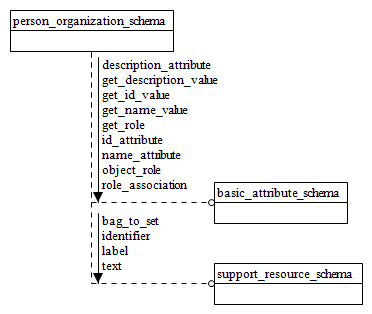 person_organization_schema
description_attribute
get_description_value
get_id_value
get_name_value
get_role
id_attribute
name_attribute
object_role
role_association
basic_attribute_schema
bag_to_set
identifier
label
text
support_resource_schema